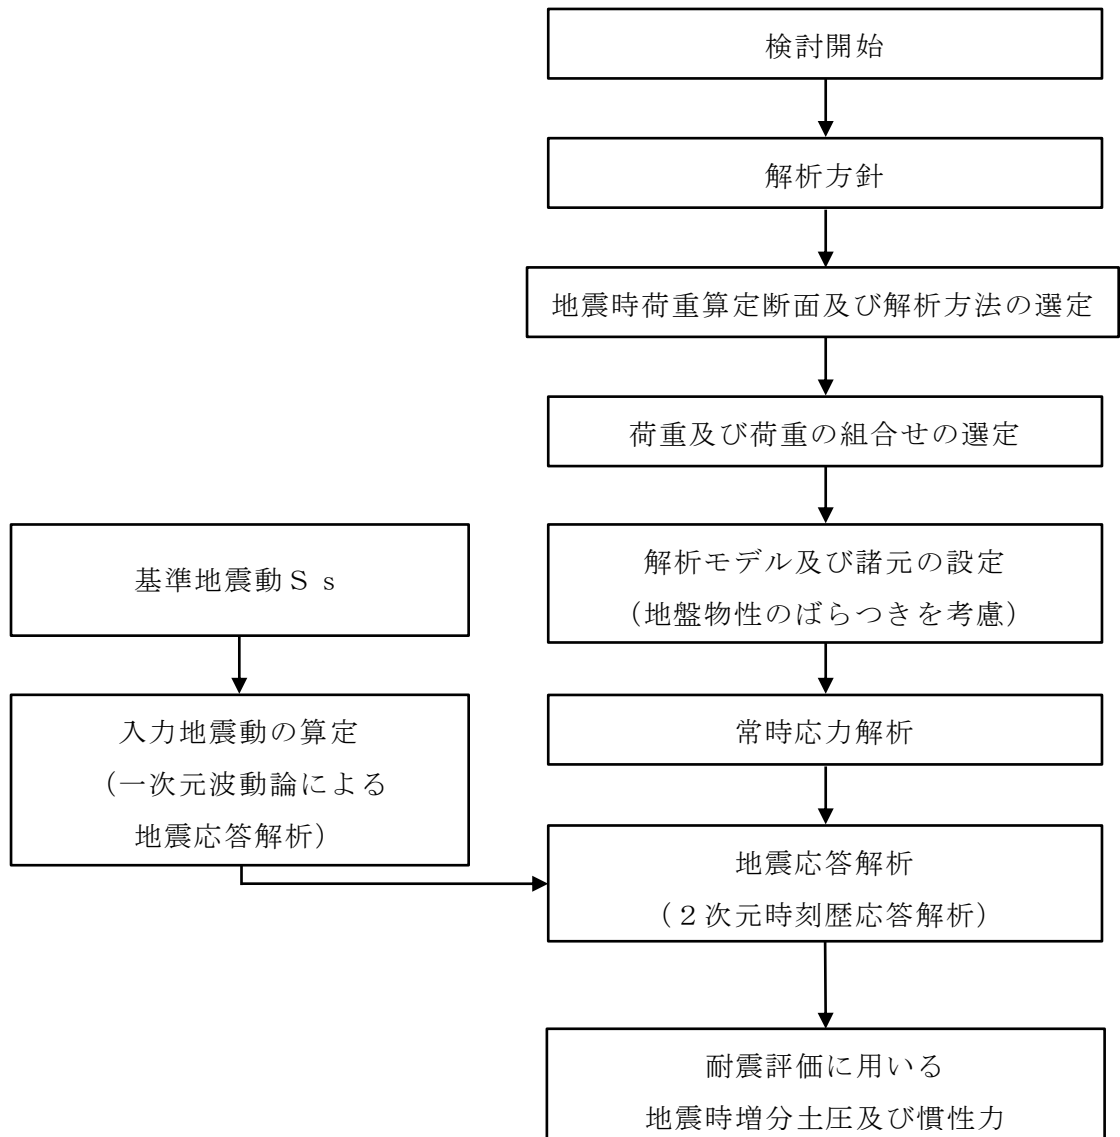 検討開始
解析方針
地震時荷重算定断面及び解析方法の選定
荷重及び荷重の組合せの選定
基準地震動Ｓｓ
解析モデル及び諸元の設定
（地盤物性のばらつきを考慮）
入力地震動の算定
（一次元波動論による
地震応答解析）
常時応力解析
地震応答解析
（２次元時刻歴応答解析）
耐震評価に用いる
地震時増分土圧及び慣性力